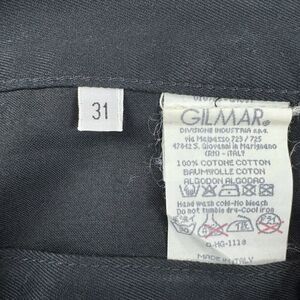 31
GILMAR
DIVISIONE INDUSTRIA s.p.a.
via Malpasso 723 / 725
47842 S. Giovanni in Marignano
(RN) - ITALY
100% COTONE COTTON
BAUMWOLLE COTON
ALGODON ALGODAO
Hand wash cold-No bleach
Do not tumble dry-Cool iron
MADE IN ITALY